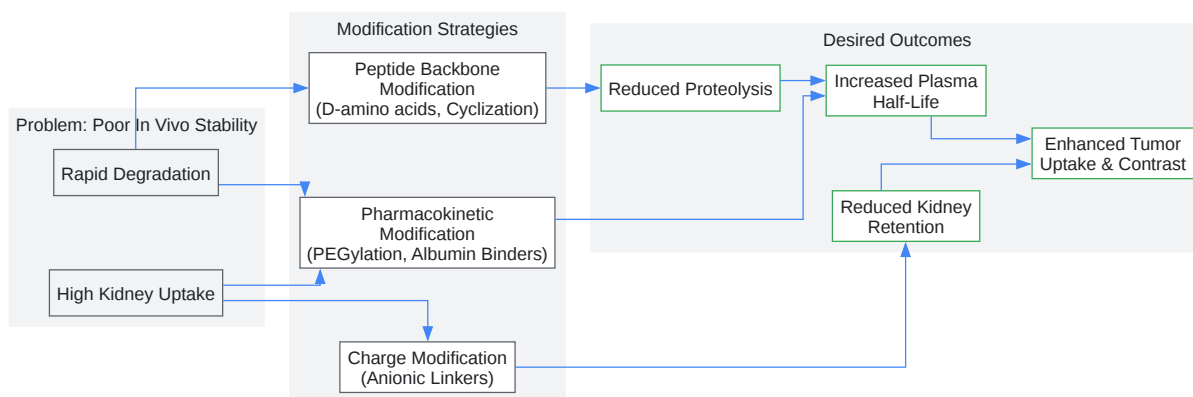 Problem: Poor In Vivo Stability
Rapid Degradation
High Kidney Uptake
Modification Strategies
Peptide Backbone
Modification
(D-amino acids, Cyclization)
Pharmacokinetic
Modification
(PEGylation, Albumin Binders)
Charge Modification
(Anionic Linkers)
Desired Outcomes
Reduced Proteolysis
Increased Plasma
Half-Life
Reduced Kidney
Retention
Enhanced Tumor
Uptake & Contrast